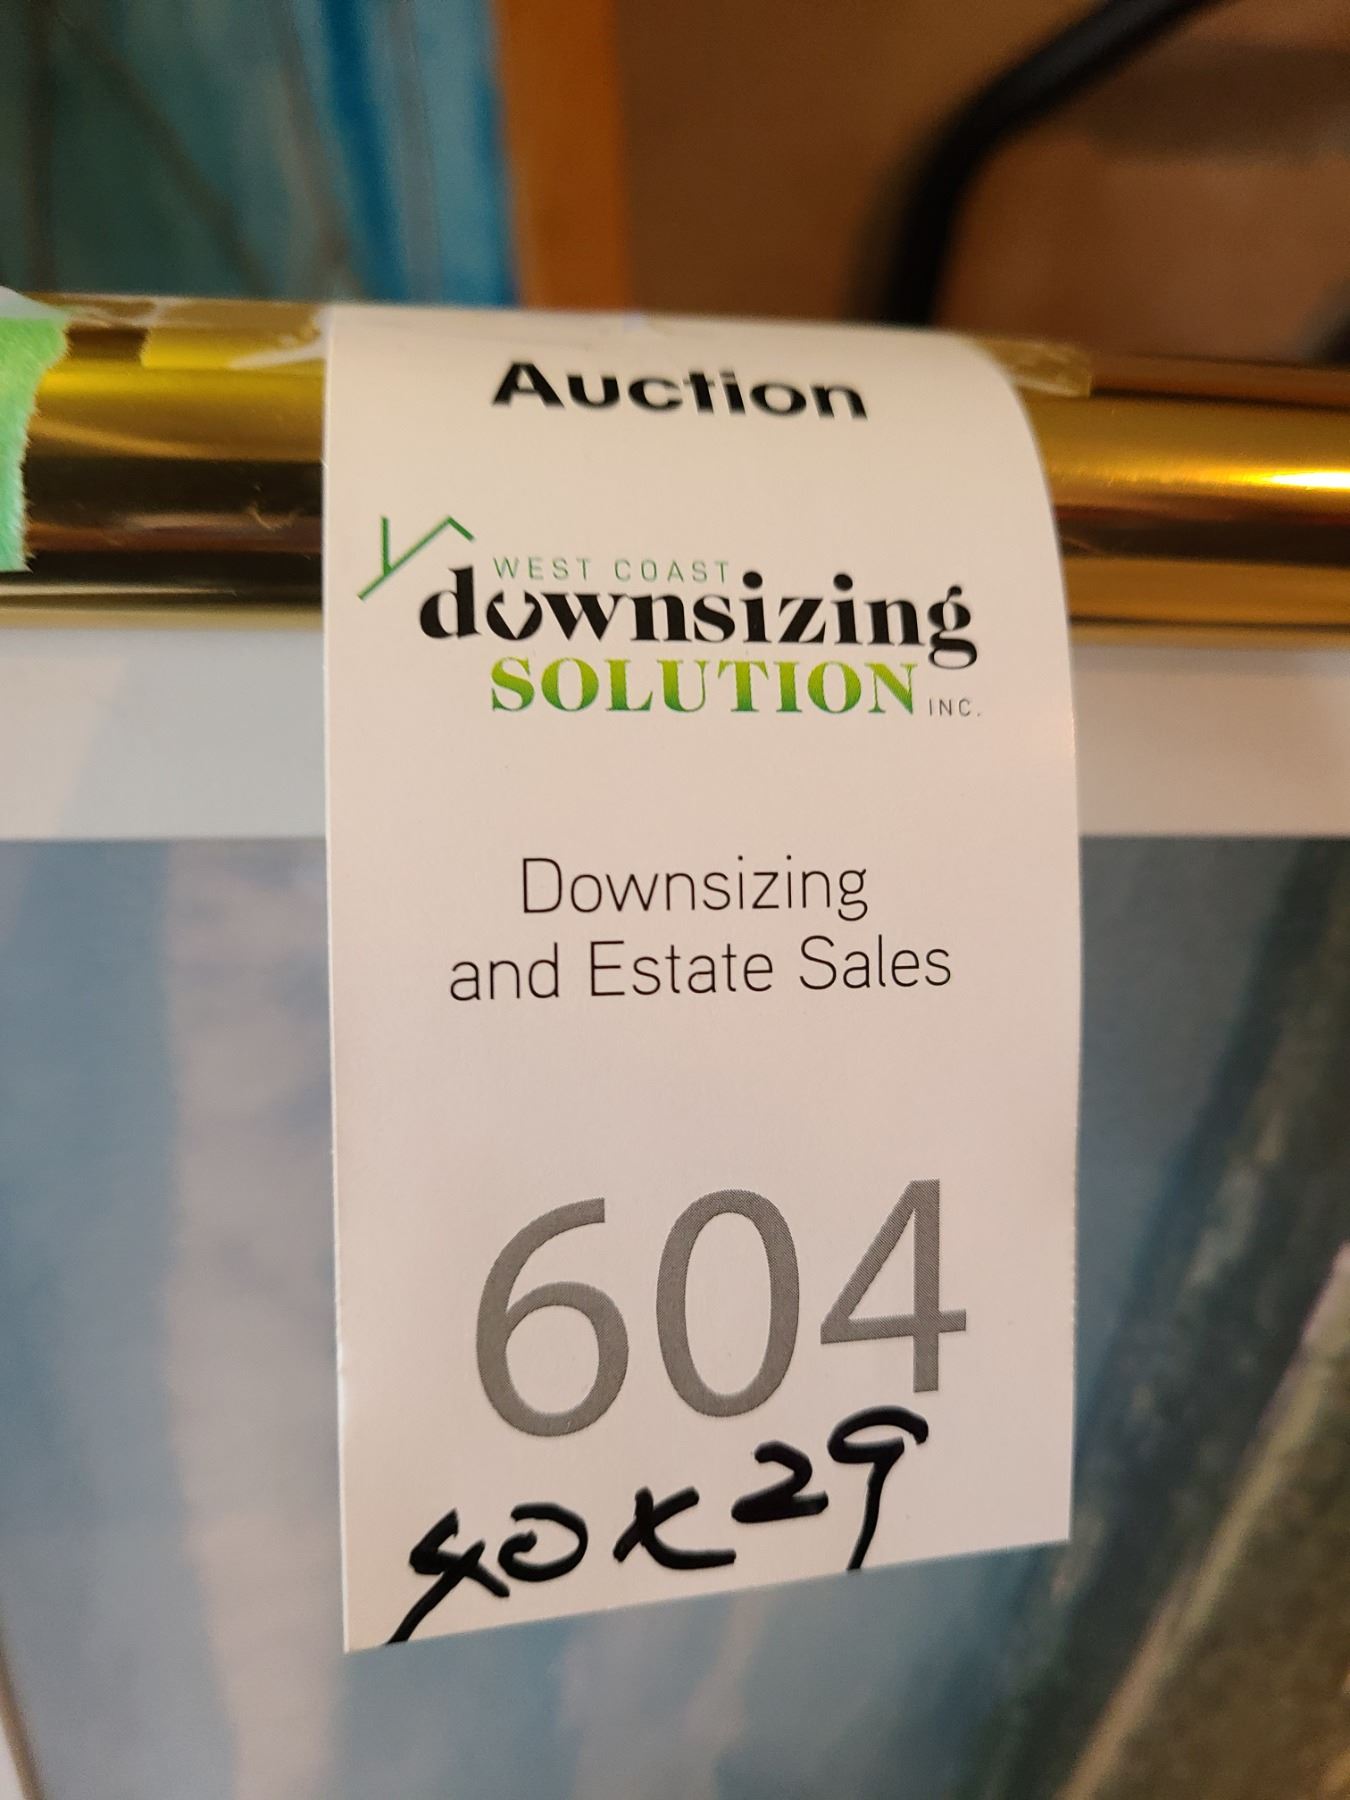 Auction
WEST COAST
downsizing
SOLUTION INC.
Downsizing
and Estate Sales
604
40x29